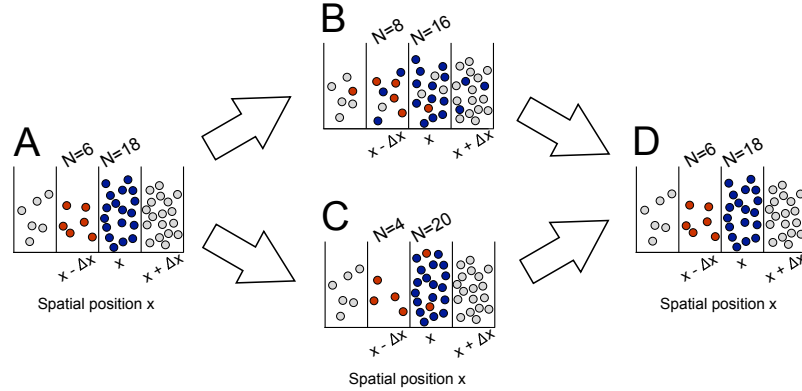 A
N=6
N=18
x - Δx
x
x + Δx
Spatial position x
B
N=8
N=16
x - Δx
x
x + Δx
C
N=4
N=20
x - Δx
x
x + Δx
Spatial position x
D
N=6
N=18
x - Δx
x
x + Δx
Spatial position x